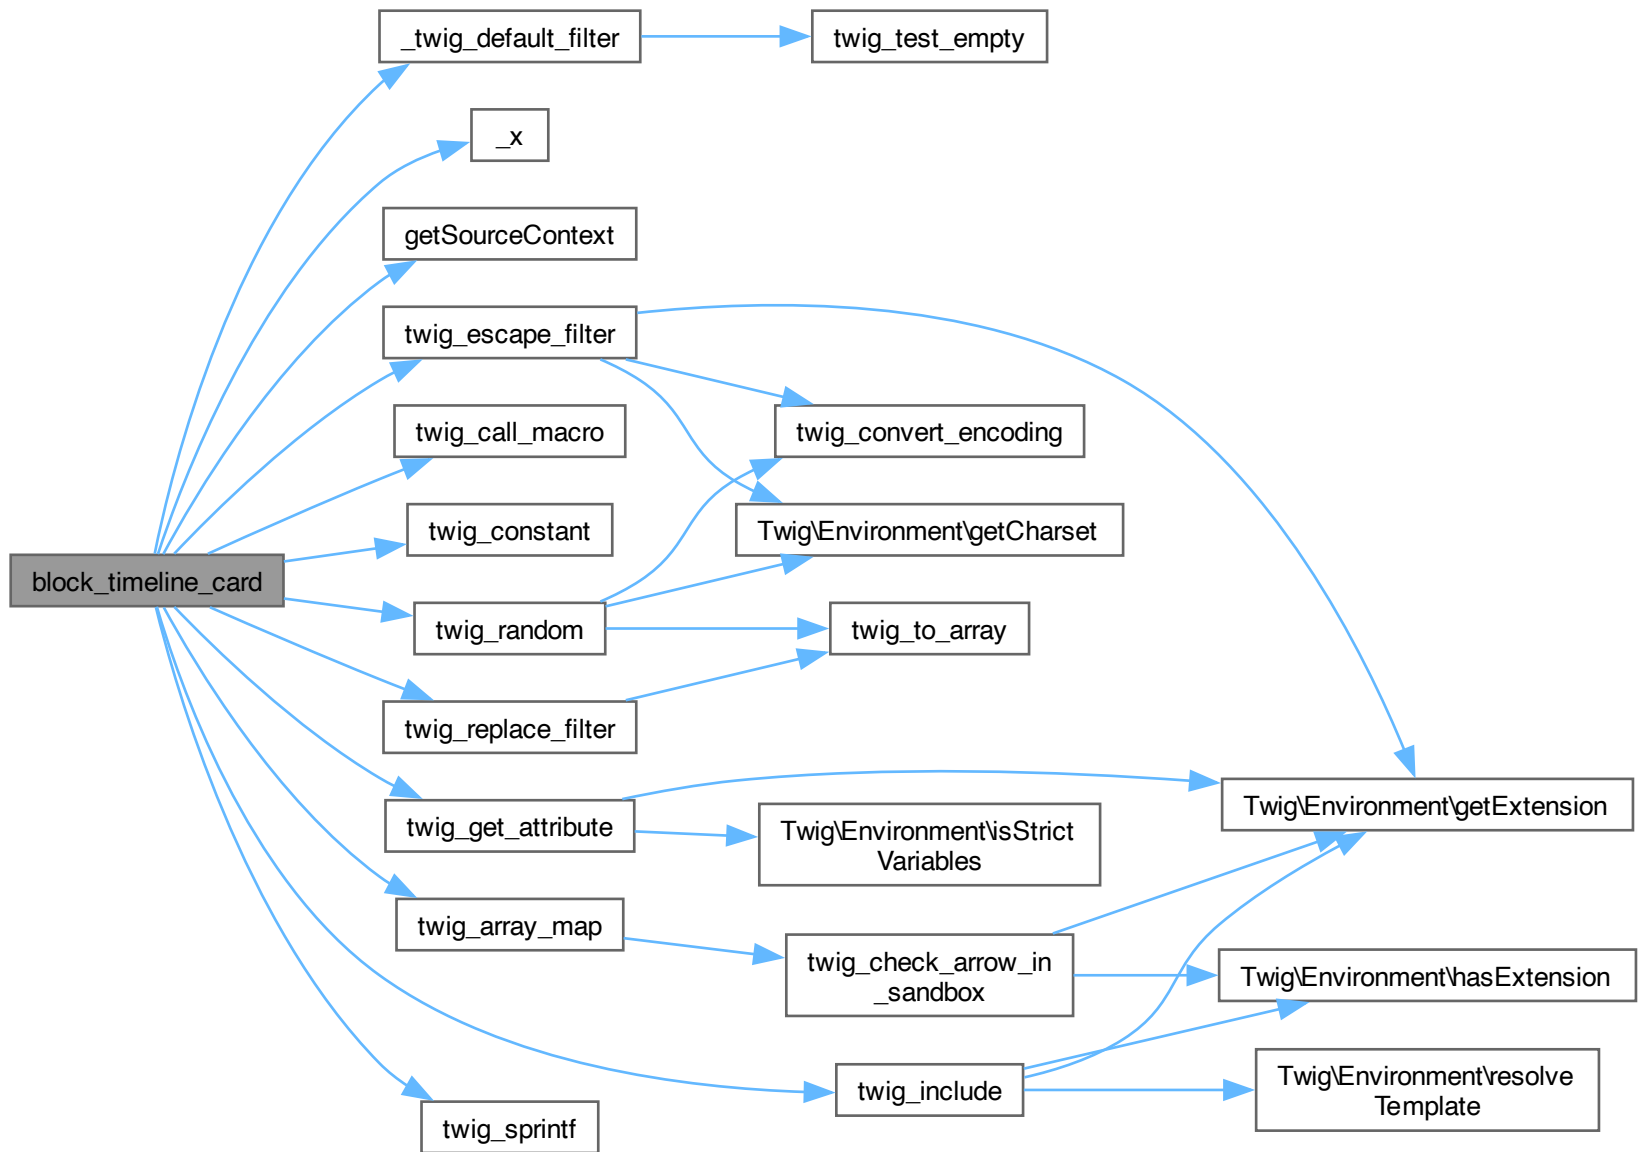 _twig_default_filter
twig_test_empty
_x
getSourceContext
twig_escape_filter
twig_call_macro
twig_convert_encoding
twig_constant
Twig\Environment\getCharset
block_timeline_card
twig_random
twig_to_array
twig_replace_filter
twig_get_attribute
Twig\Environment\isStrict
Variables
Twig\Environment\getExtension
twig_array_map
twig_check_arrow_in
_sandbox
Twig\Environment\hasExtension
twig_include
Twig\Environment\resolve
Template
twig_sprintf